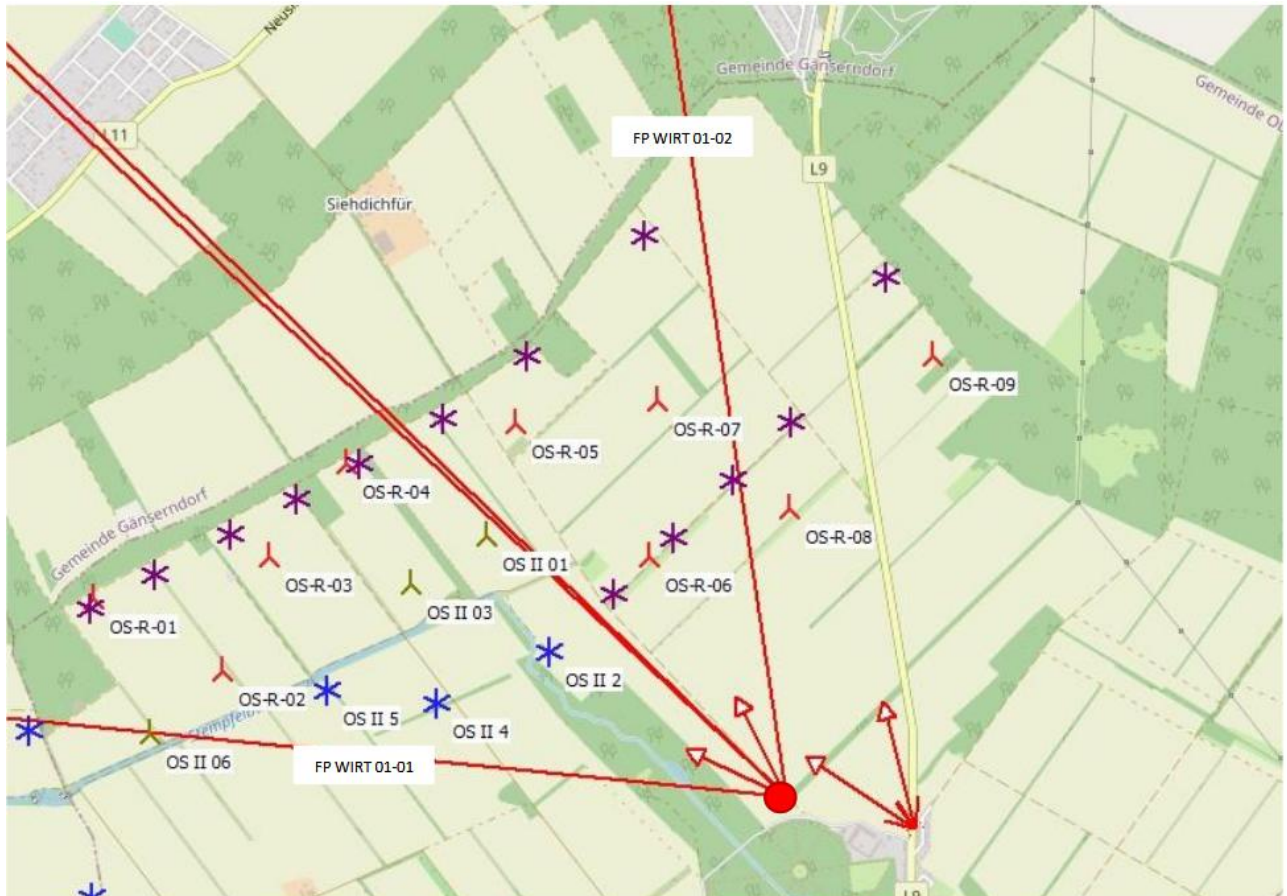 Gemeinde Gänserndorf
L11
FP WIRT 01-02
L9
Siehdichfür
OS-R-09
OS-R-07
OS-R-05
OS-R-04
Gemeinde Gänserndorf
OS-R-08
OS II 01
OS-R-03
OS-R-06
OS II 03
OS-R-01
OS II 2
OS-R-02
OS II 5
OS II 4
OS II 06
FP WIRT 01-01
L9